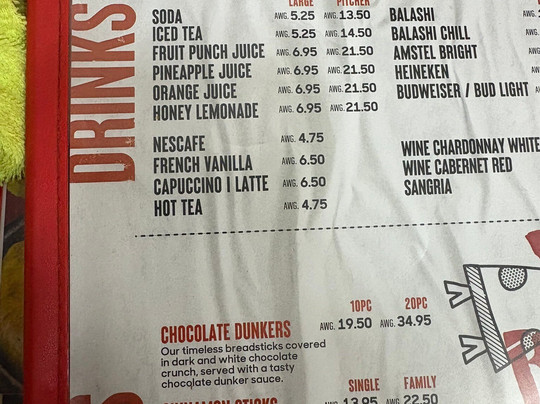 DRINKS
LARGE PITCHER
SODA AWG. 5.25 AWG. 13.50
ICED TEA AWG. 5.25 AWG. 14.50
FRUIT PUNCH JUICE AWG. 6.95 AWG. 21.50
PINEAPPLE JUICE AWG. 6.95 AWG. 21.50
ORANGE JUICE AWG. 6.95 AWG. 21.50
HONEY LEMONADE AWG. 6.95 AWG. 21.50
NESCAFE AWG. 4.75
FRENCH VANILLA AWG. 6.50
CAPUCCINO I LATTE AWG. 6.50
HOT TEA AWG. 4.75
BALASHI
BALASHI CHILL
AMSTEL BRIGHT
HEINEKEN
BUDWEISER / BUD LIGHT
WINE CHARDONNAY WHITE
WINE CABERNET RED
SANGRIA
10PC 20PC
CHOCOLATE DUNKERS AWG. 19.50 AWG. 34.95
Our timeless breadsticks covered
in dark and white chocolate
crunch, served with a tasty
chocolate dunker sauce.
SINGLE FAMILY
CINNAMON STICKS AWG. 13.95 AWG. 22.50